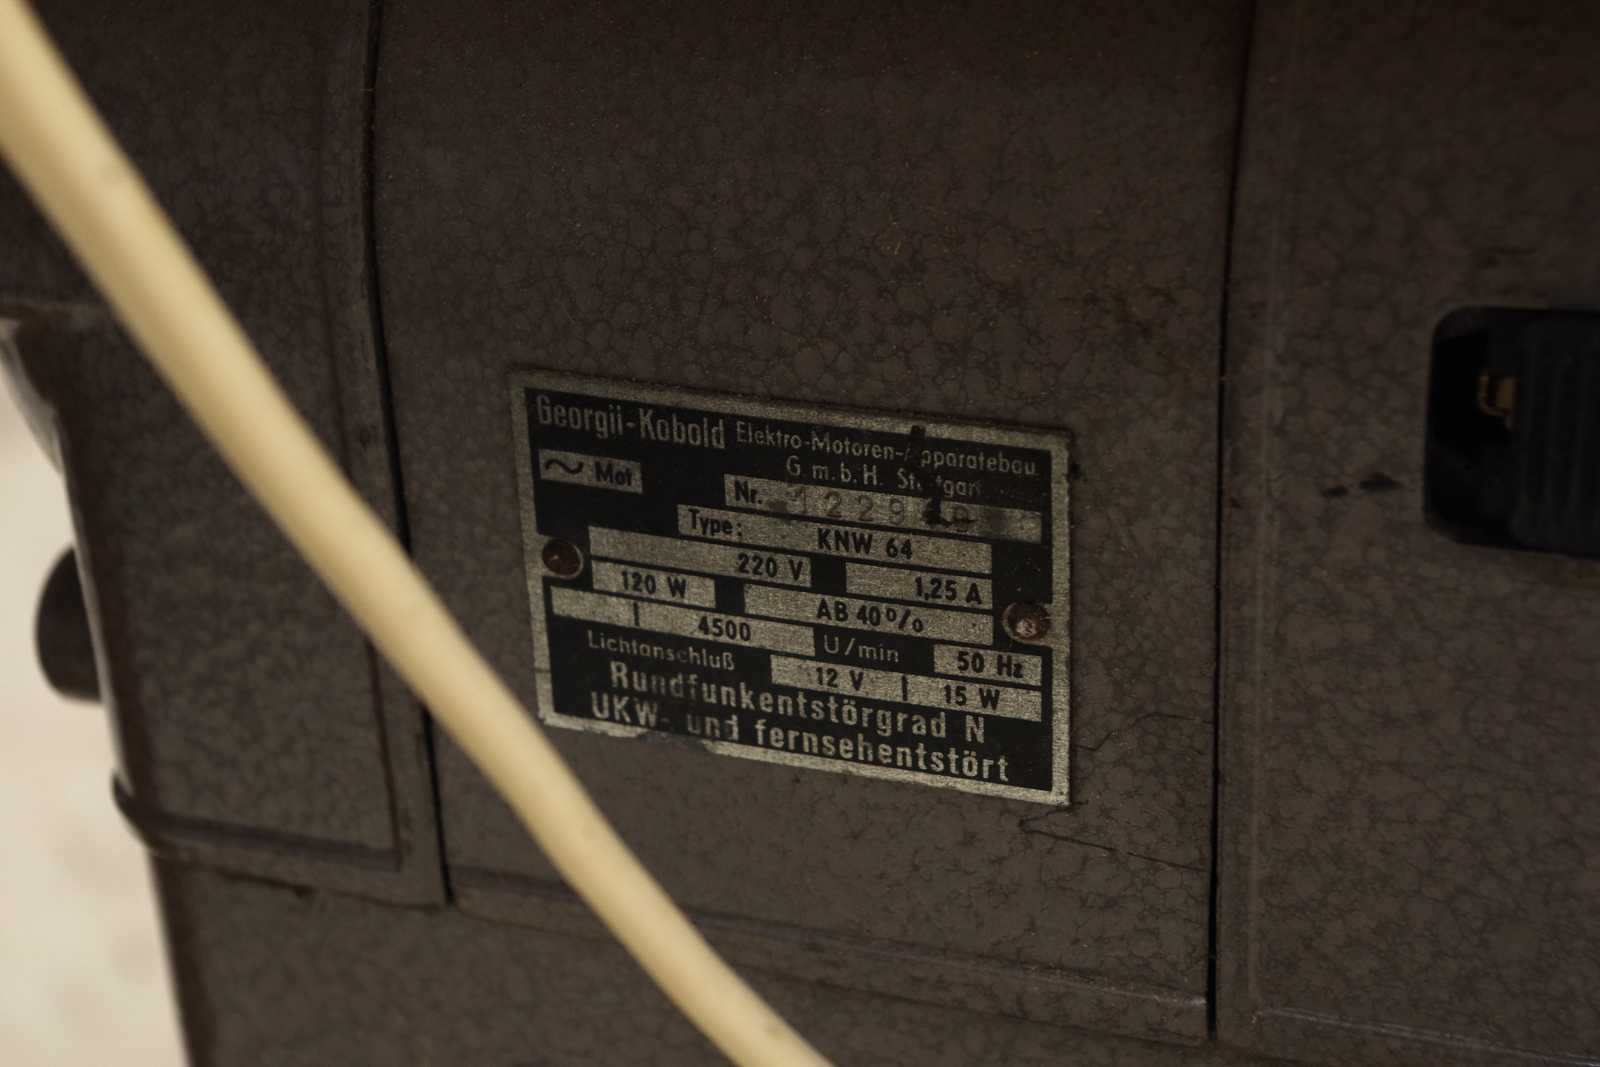 Georgii-Kobold Elektro-Motoren-Apparatebau
G.m.b.H. Stuttgart
~ Mot
Nr.
Type: KNW 64
220 V 1,25 A
120 W AB 40%
4500 U/min 50 Hz
Lichtanschluß 12 V 15 W
Rundfunkentstörgrad N
UKW- und fernsehentstört